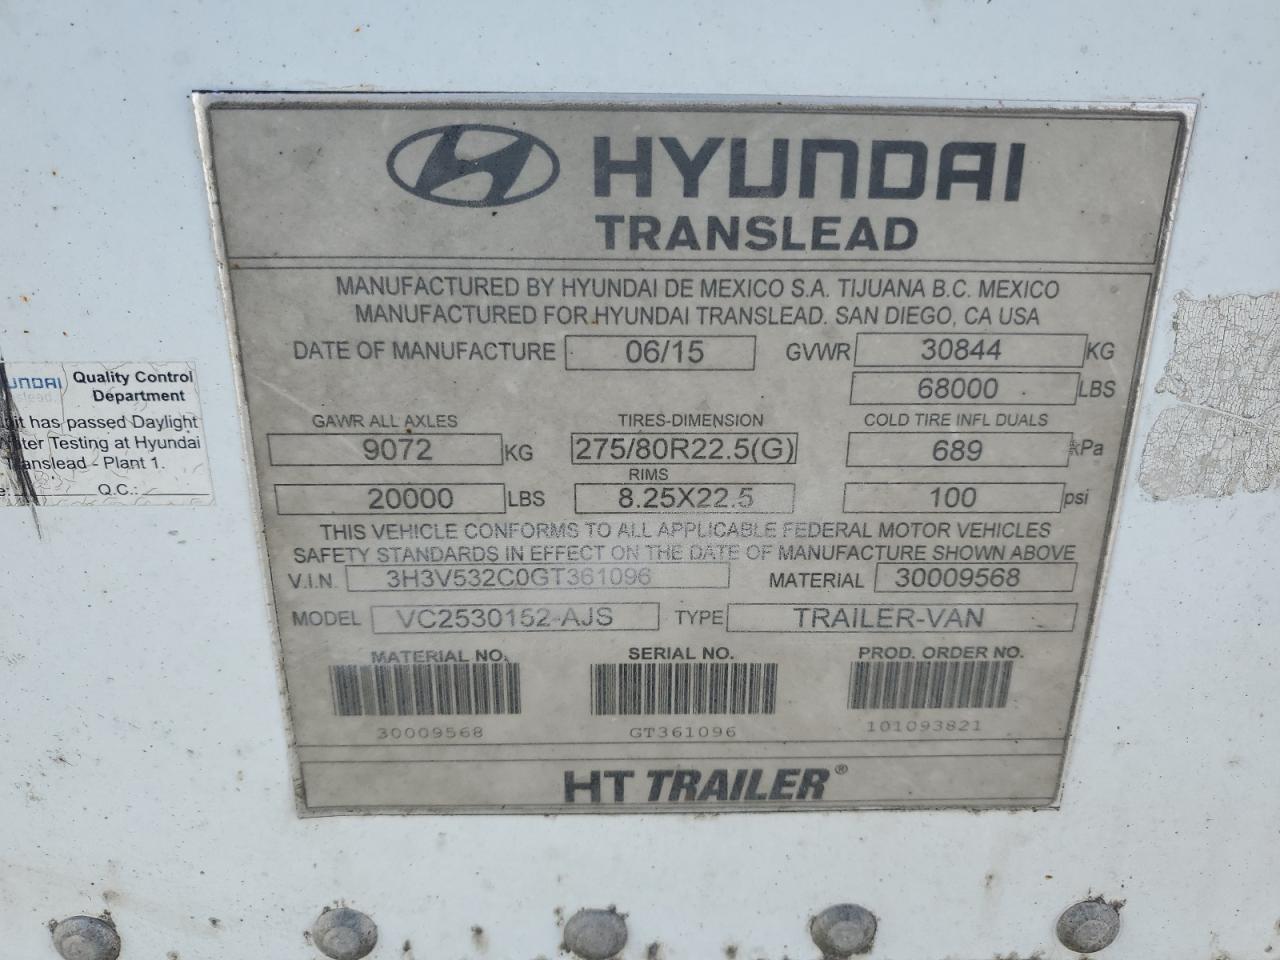 HYUNDAI
TRANSLEAD
MANUFACTURED BY HYUNDAI DE MEXICO S.A. TIJUANA B.C. MEXICO
MANUFACTURED FOR HYUNDAI TRANSLEAD. SAN DIEGO, CA USA
DATE OF MANUFACTURE 06/15 GVWR 30844 KG
68000 LBS
GAWR ALL AXLES TIRES-DIMENSION COLD TIRE INFL DUALS
9072 KG 275/80R22.5(G) 689 kPa
RIMS
20000 LBS 8.25X22.5 100 psi
THIS VEHICLE CONFORMS TO ALL APPLICABLE FEDERAL MOTOR VEHICLES
SAFETY STANDARDS IN EFFECT ON THE DATE OF MANUFACTURE SHOWN ABOVE
V.I.N. 3H3V532C0GT361096 MATERIAL 30009568
MODEL VC2530152-AJS TYPE TRAILER-VAN
MATERIAL NO. SERIAL NO. PROD. ORDER NO.
30009568 GT361096 101093821
HT TRAILER®
Quality Control
Department
it has passed Daylight
Testing at Hyundai
- Plant 1.
Q.C.: